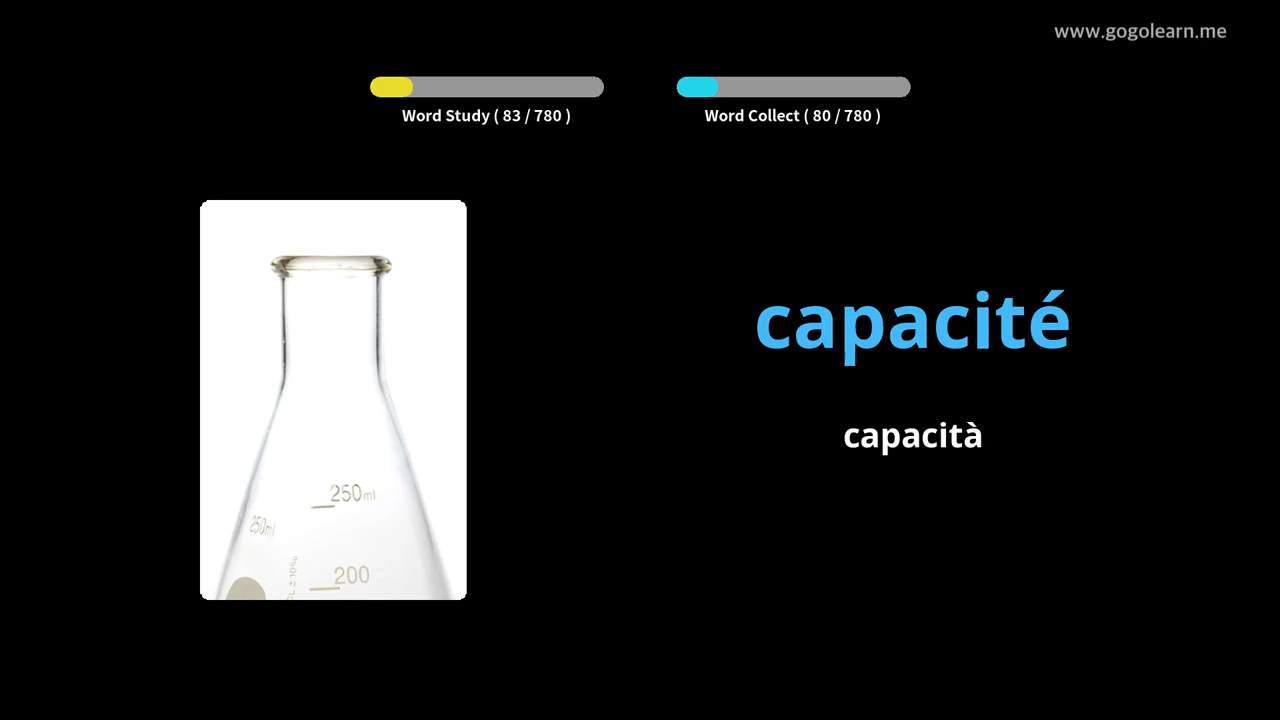 www.gogolearn.me
Word Study ( 83 / 780 )
Word Collect ( 80 / 780 )
capacité
capacità
250ml
250ml
200